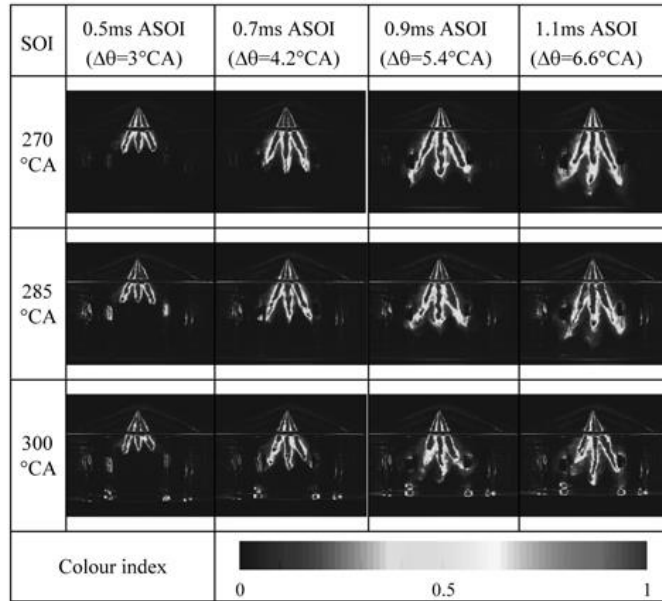 SOI
0.5ms ASOI
(Δθ=3°CA)
0.7ms ASOI
(Δθ=4.2°CA)
0.9ms ASOI
(Δθ=5.4°CA)
1.1ms ASOI
(Δθ=6.6°CA)
270
°CA
285
°CA
300
°CA
Colour index
0
0.5
1